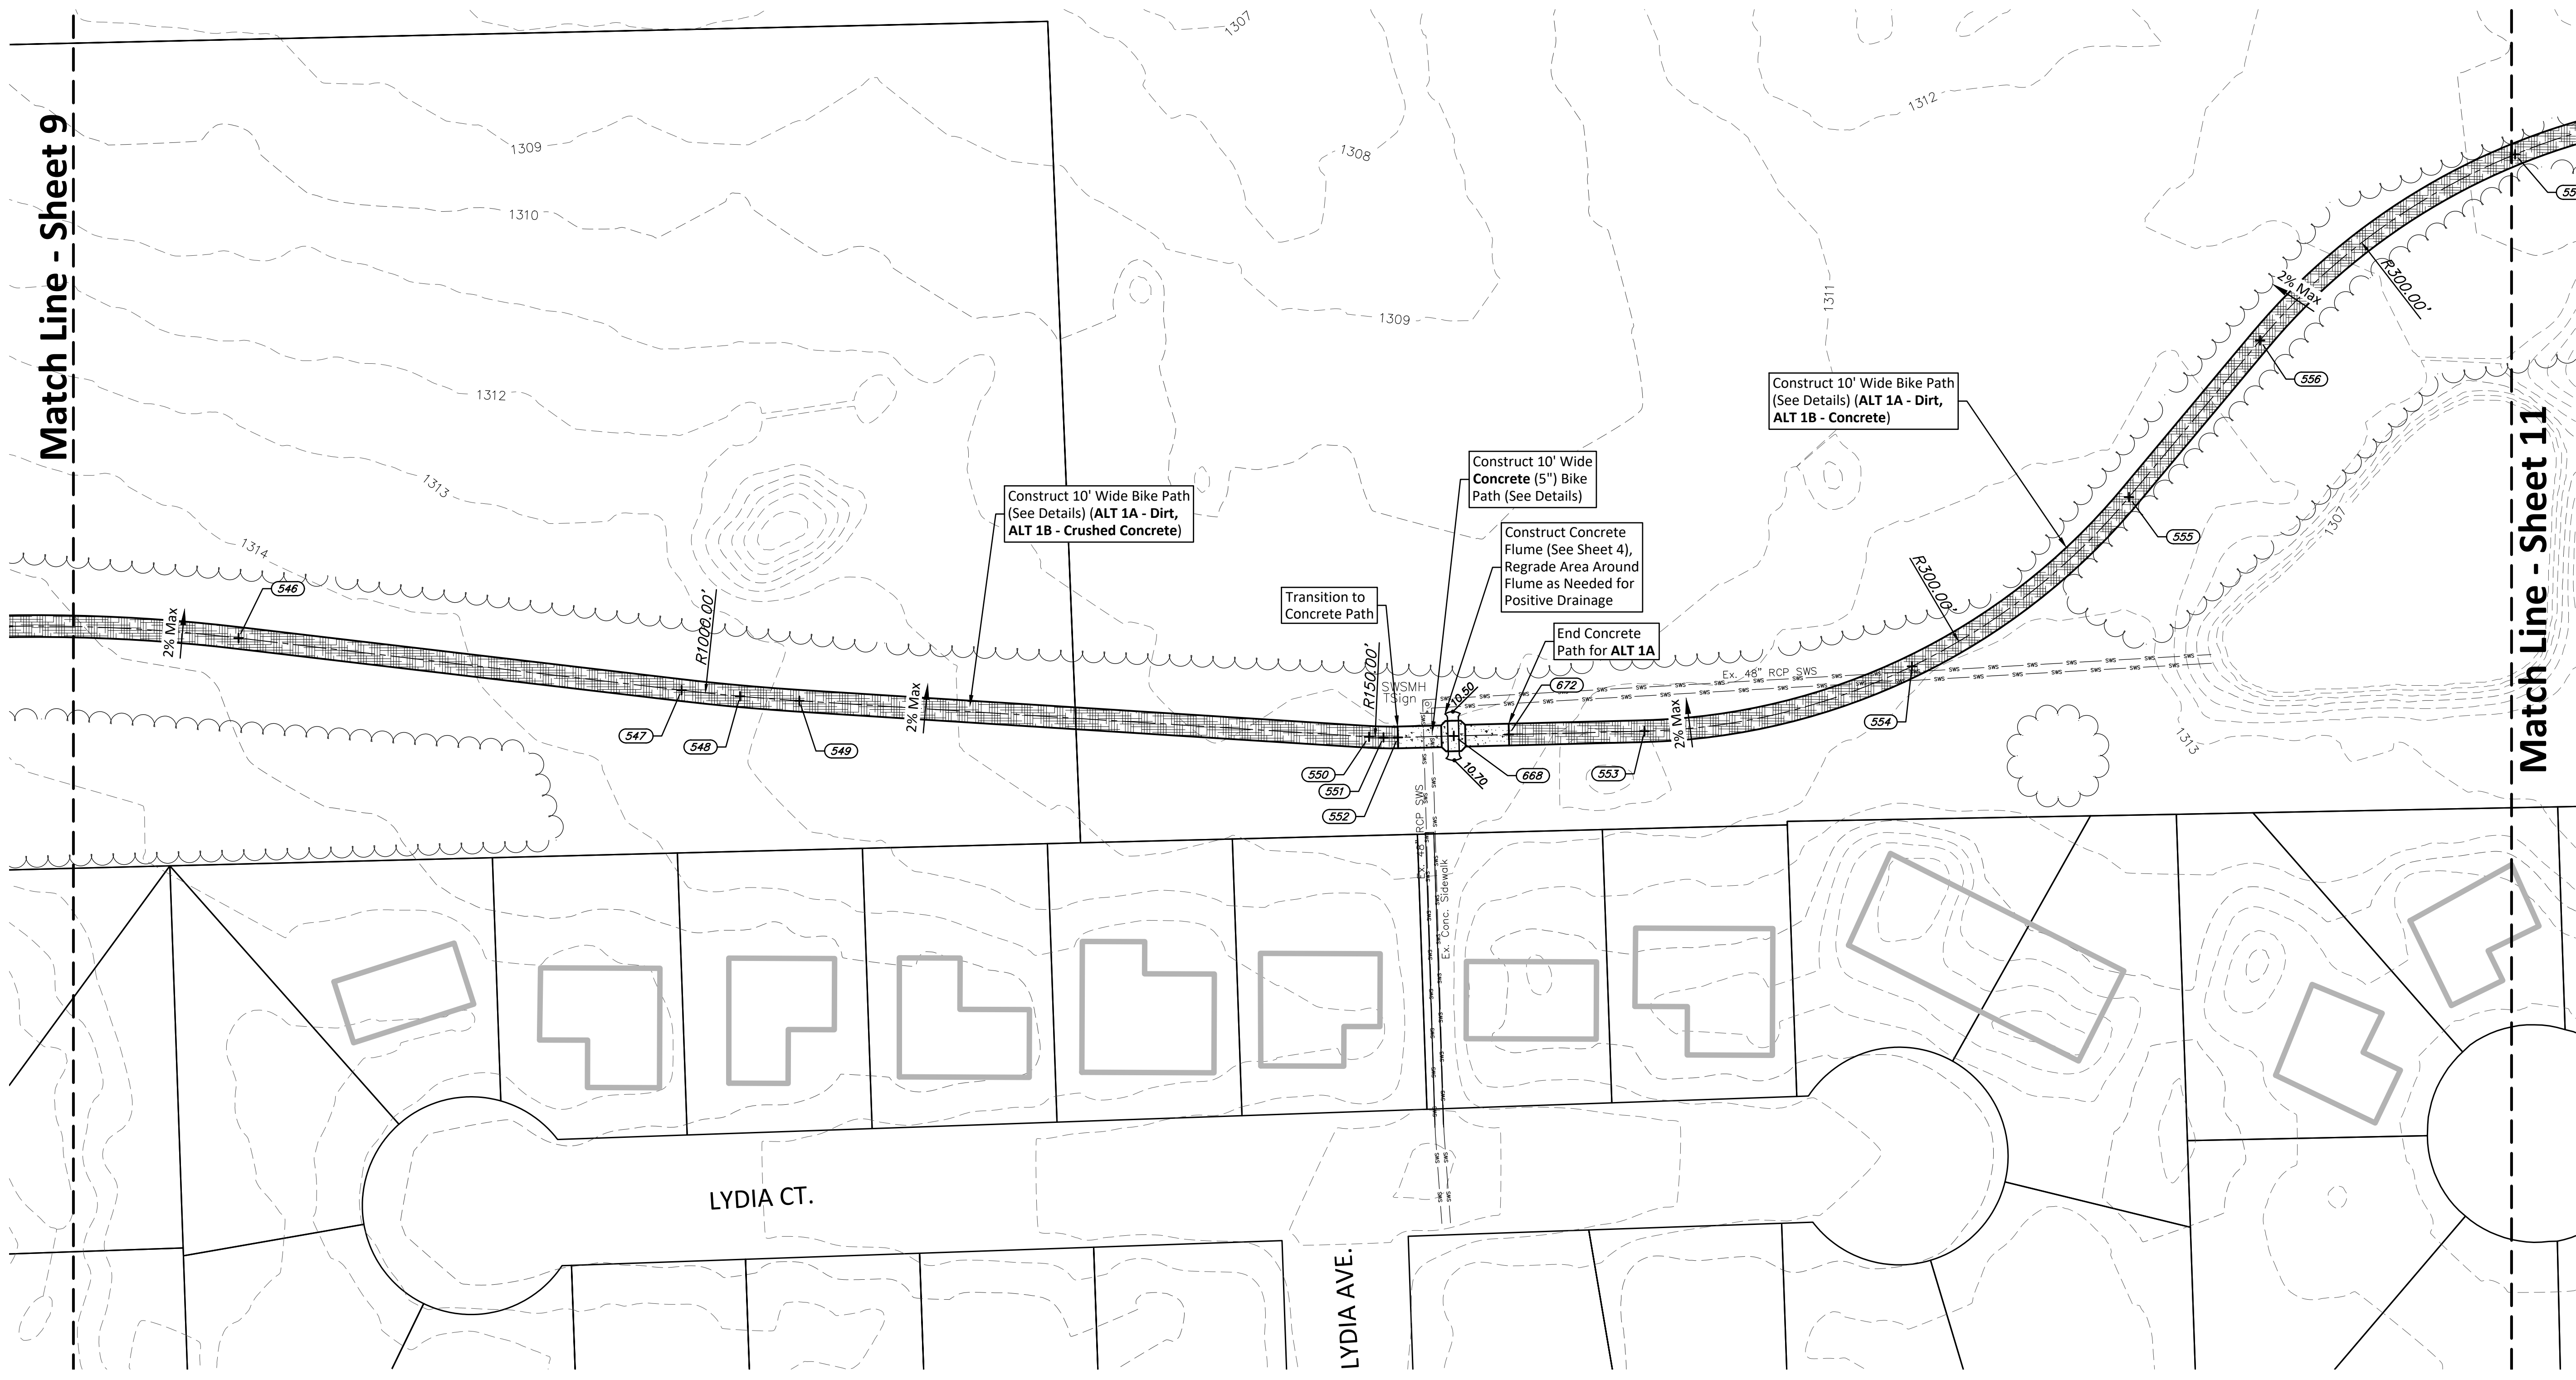 Match Line - Sheet 9
1307
1309
1308
1312
1310
1309
1311
1312
1313
1314
Construct 10' Wide Bike Path
(See Details) (ALT 1A - Dirt,
ALT 1B - Crushed Concrete)
Construct 10' Wide
Concrete (5") Bike
Path (See Details)
Construct Concrete
Flume (See Sheet 4),
Regrade Area Around
Flume as Needed for
Positive Drainage
Transition to
Concrete Path
End Concrete
Path for ALT 1A
Construct 10' Wide Bike Path
(See Details) (ALT 1A - Dirt,
ALT 1B - Concrete)
2% Max
546
R1000.00'
547
548
549
2% Max
R150.00'
SWSMH
TSign
550
551
552
10.50
10.70
668
672
Ex. 48" RCP SWS
553
2% Max
554
R300.00'
555
556
2% Max
R300.00'
55
1307
1313
Match Line - Sheet 11
Ex. 48" RCP SWS
Ex. Conc. Sidewalk
SWS
LYDIA CT.
LYDIA AVE.